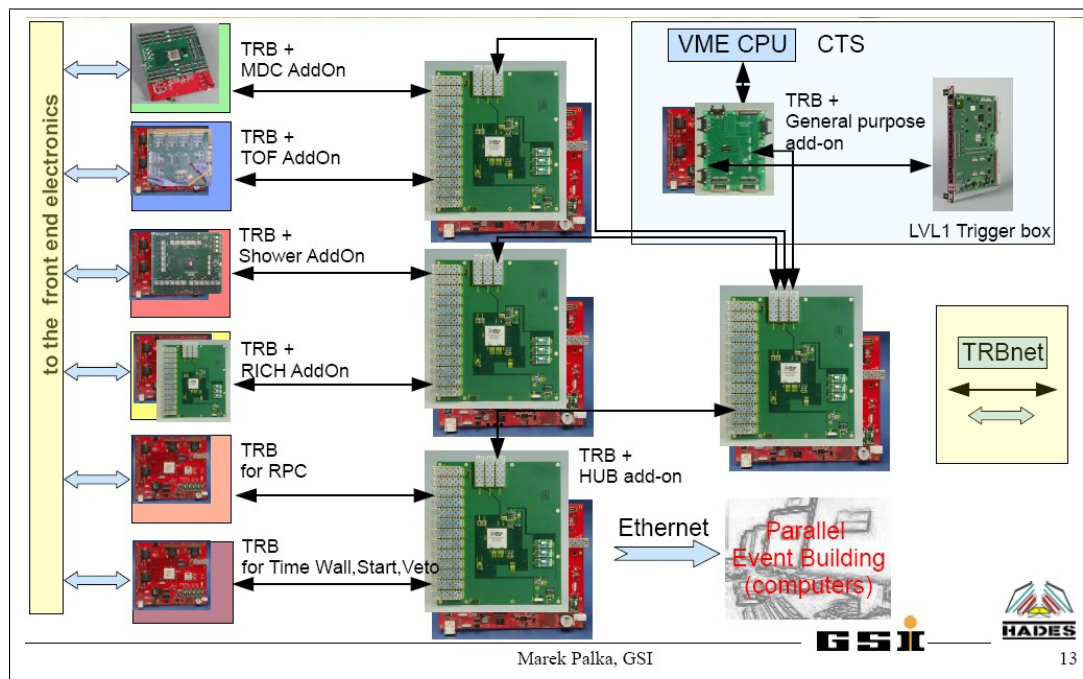 to the front end electronics
TRB +
MDC AddOn
TRB +
TOF AddOn
TRB +
Shower AddOn
TRB +
RICH AddOn
TRB
for RPC
TRB
for Time Wall,Start,Veto
VME CPU
CTS
TRB +
General purpose
add-on
LVL1 Trigger box
TRBnet
TRB +
HUB add-on
Ethernet
Parallel
Event Building
(computers)
GSI
HADES
Marek Palka, GSI
13